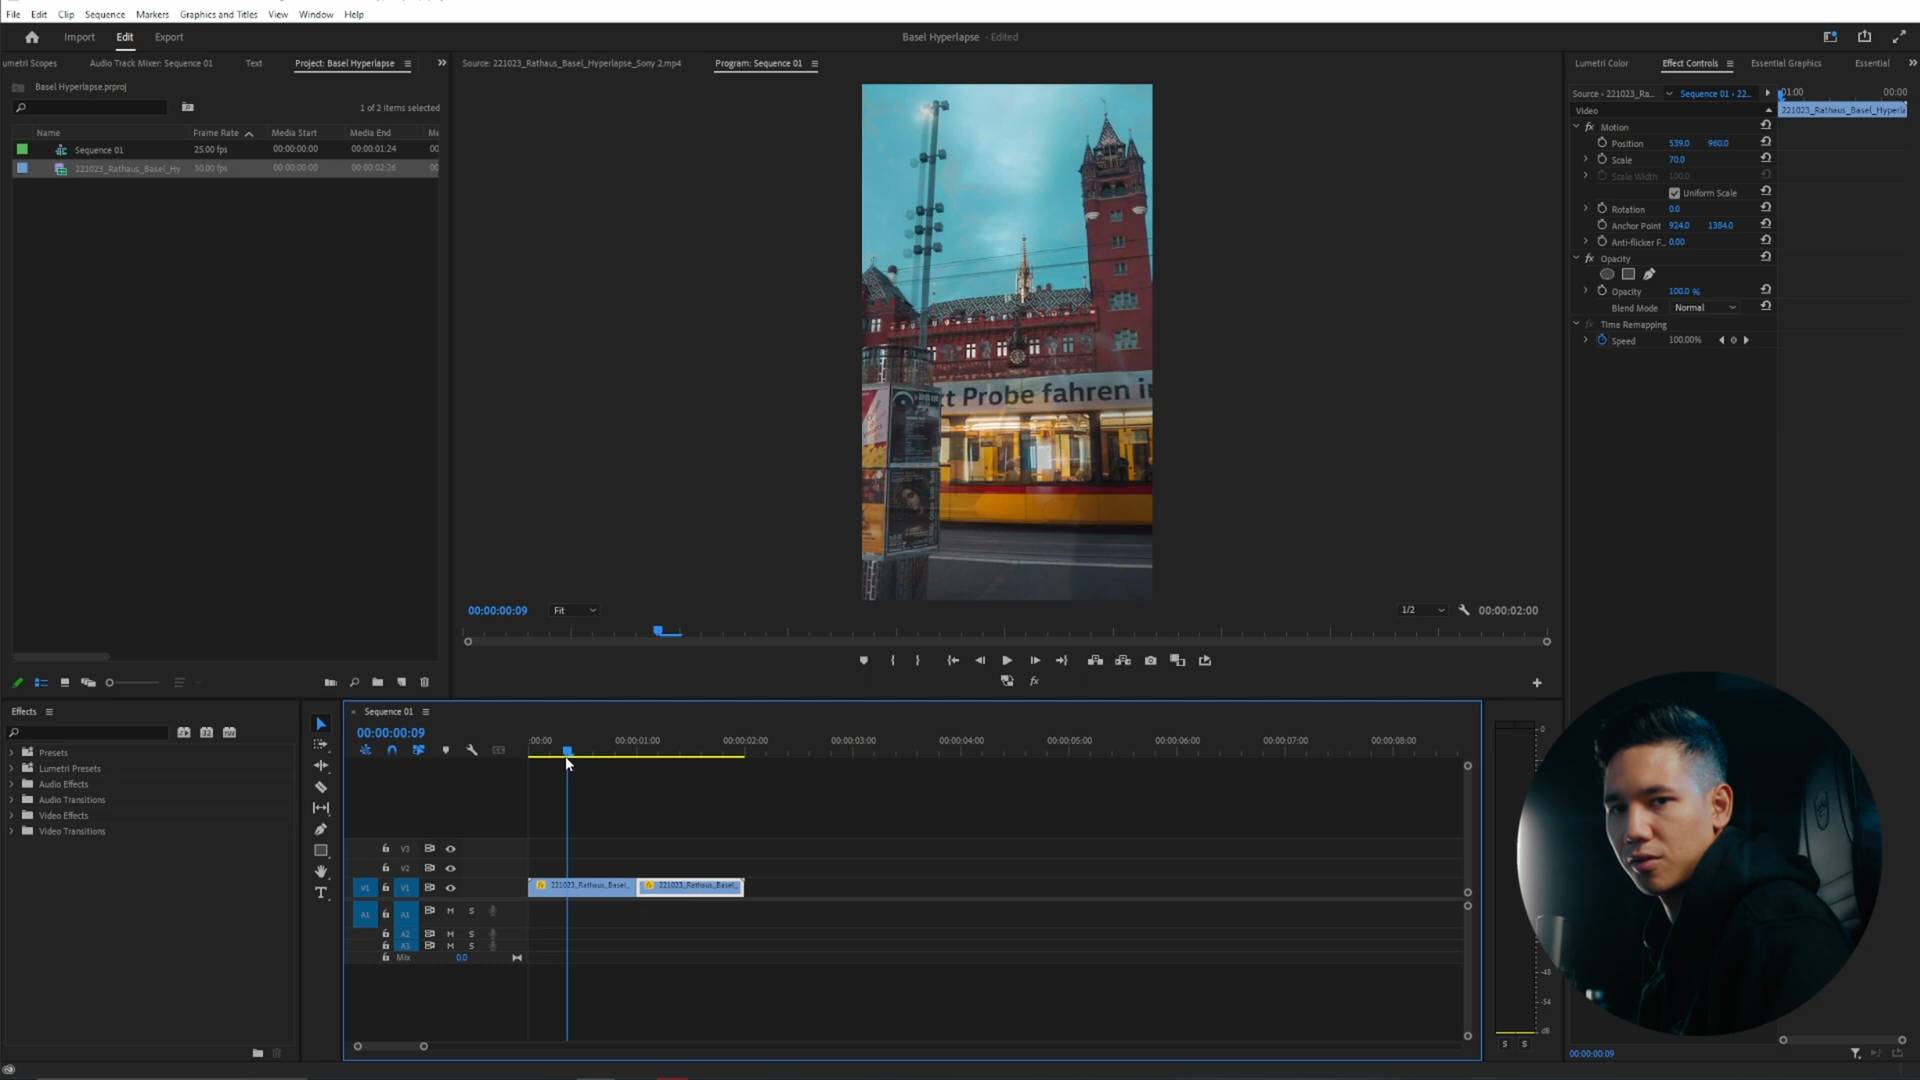 File Edit Clip Sequence Markers Graphics and Titles View Window Help
Import Edit Export
Basel Hyperlapse - Edited
umetri Scopes
Audio Track Mixer: Sequence 01
Text
Project: Basel Hyperlapse
Source: 221023_Rathaus_Basel_Hyperlapse_Sony 2.mp4
Program: Sequence 01
Lumetri Color
Effect Controls
Essential Graphics
Essential
Basel Hyperlapse.prproj
1 of 2 items selected
Name Frame Rate Media Start Media End Me
Sequence 01 25.00 fps 00:00:00:00 00:00:01:24 00
221023_Rathaus_Basel_Hy 30.00 fps 00:00:00:00 00:00:02:26 00
xt Probe fahren i
00:00:00:09
Fit
1/2
00:00:02:00
Source - 221023_Ra... Sequence 01 - 22...
:01:00 00:00
Video
221023_Rathaus_Basel_Hyperla
Motion
Position 539.0 960.0
Scale 70.0
Scale Width 100.0
Uniform Scale
Rotation 0.0
Anchor Point 924.0 1384.0
Anti-flicker F... 0.00
Opacity
Opacity 100.0 %
Blend Mode Normal
Time Remapping
Speed 100.00%
Effects
Presets
Lumetri Presets
Audio Effects
Audio Transitions
Video Effects
Video Transitions
Sequence 01
00:00:00:09
:00:00 00:00:01:00 00:00:02:00 00:00:03:00 00:00:04:00 00:00:05:00 00:00:06:00 00:00:07:00 00:00:08:00
V3
V2
V1 V1
221023_Rathaus_Basel_ 221023_Rathaus_Basel_
A1 A1 M S
A2 M S
A3 M S
Mix 0.0
0
-48
-54
dB
S S
00:00:00:09